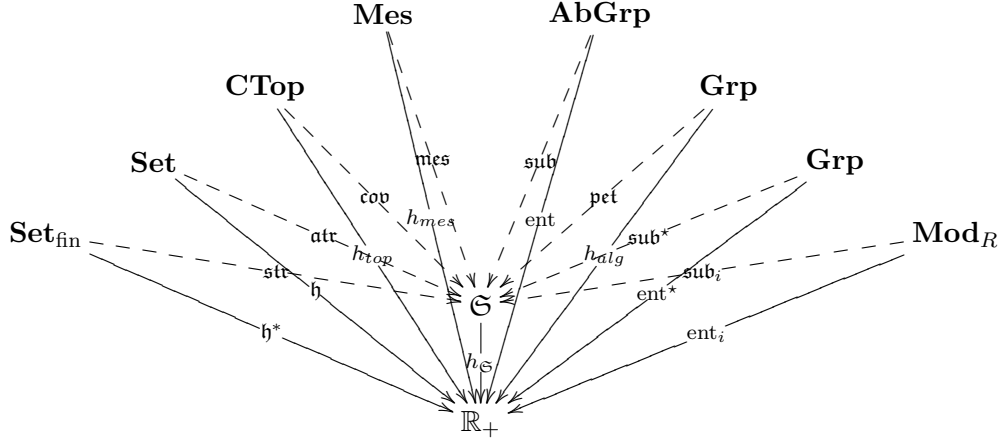 Mes AbGrp
CTop Grp
Set 𝔪𝔢𝔰 𝔰𝔲𝔟 Grp
𝔠𝔬𝔳 𝔭𝔢𝔱
Set_fin h_mes ent Mod_R
𝔞𝔱𝔯 𝔰𝔲𝔟*
h_top h_alg
𝔰𝔱𝔯 𝔰𝔲𝔟_i
𝔥 𝔖 ent*
𝔥* ent_i
h_𝔖
ℝ_+